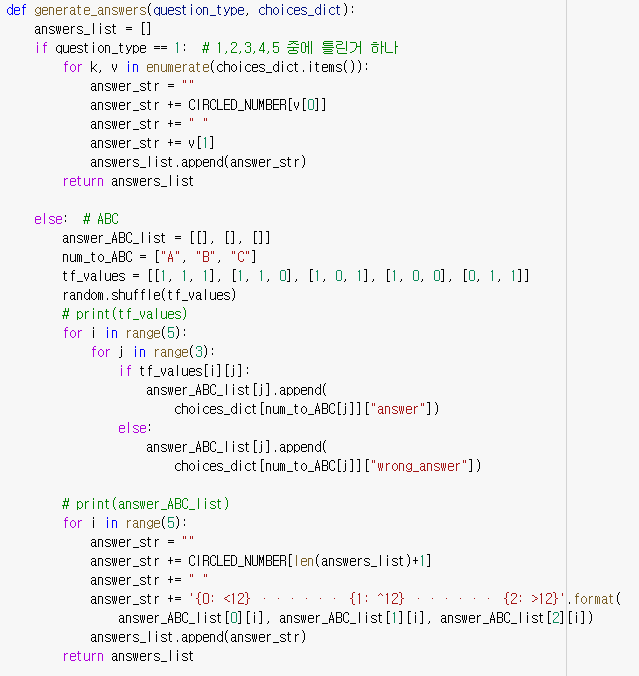 def generate_answers(question_type, choices_dict):
    answers_list = []
    if question_type == 1:  # 1,2,3,4,5 중에 틀린거 하나
        for k, v in enumerate(choices_dict.items()):
            answer_str = ""
            answer_str += CIRCLED_NUMBER[v[0]]
            answer_str += " "
            answer_str += v[1]
            answers_list.append(answer_str)
        return answers_list

    else:  # ABC
        answer_ABC_list = [[], [], []]
        num_to_ABC = ["A", "B", "C"]
        tf_values = [[1, 1, 1], [1, 1, 0], [1, 0, 1], [1, 0, 0], [0, 1, 1]]
        random.shuffle(tf_values)
        # print(tf_values)
        for i in range(5):
            for j in range(3):
                if tf_values[i][j]:
                    answer_ABC_list[j].append(
                        choices_dict[num_to_ABC[j]]["answer"])
                else:
                    answer_ABC_list[j].append(
                        choices_dict[num_to_ABC[j]]["wrong_answer"])

        # print(answer_ABC_list)
        for i in range(5):
            answer_str = ""
            answer_str += CIRCLED_NUMBER[len(answers_list)+1]
            answer_str += " "
            answer_str += '{0: <12} · · · · · · {1: ^12} · · · · · · {2: >12}'.format(
                answer_ABC_list[0][i], answer_ABC_list[1][i], answer_ABC_list[2][i])
            answers_list.append(answer_str)
        return answers_list